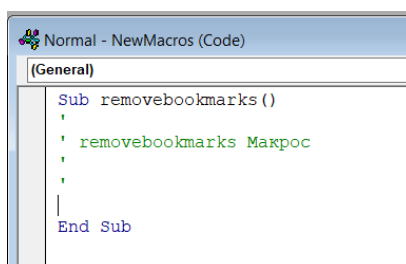 Normal - NewMacros (Code)
(General)
Sub removebookmarks()
'
' removebookmarks Макрос
'
'
End Sub